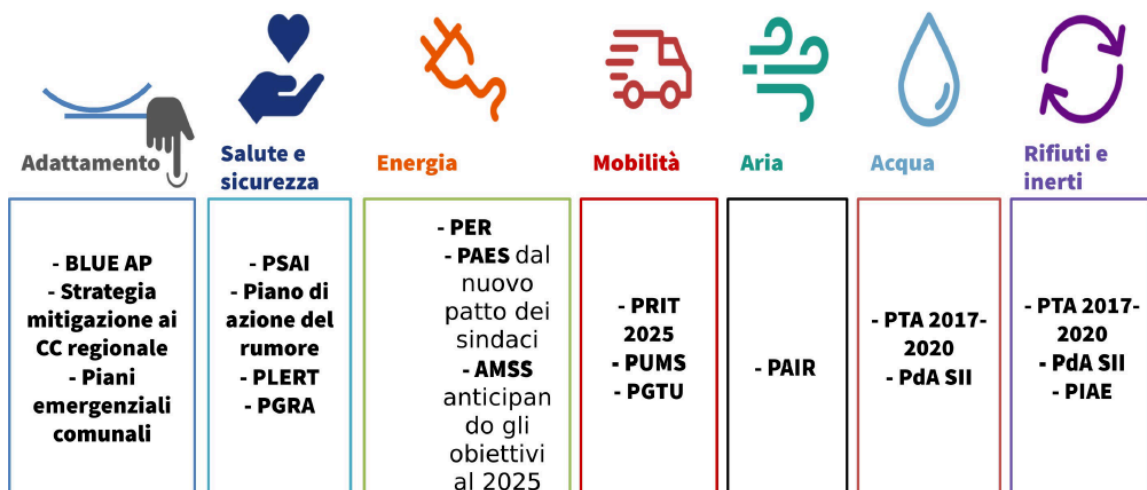 Adattamento
Salute e
sicurezza
Energia
Mobilità
Aria
Acqua
Rifiuti e
inerti
- BLUE AP
- Strategia
mitigazione ai
CC regionale
- Piani
emergenziali
comunali
- PSAI
- Piano di
azione del
rumore
- PLERT
- PGRA
- PER
- PAES dal
nuovo
patto dei
sindaci
- AMSS
anticipan
do gli
obiettivi
al 2025
- PRIT
2025
- PUMS
- PGTU
- PAIR
- PTA 2017-
2020
- PdA SII
- PTA 2017-
2020
- PdA SII
- PIAE